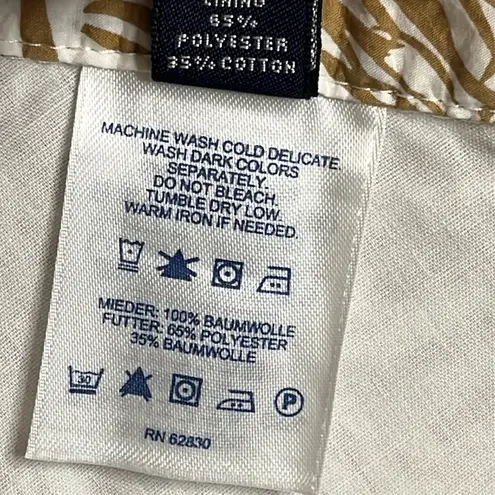 LINING
65%
POLYESTER
35% COTTON
MACHINE WASH COLD DELICATE.
WASH DARK COLORS
SEPARATELY.
DO NOT BLEACH.
TUMBLE DRY LOW.
WARM IRON IF NEEDED.
MIEDER: 100% BAUMWOLLE
FUTTER: 65% POLYESTER
35% BAUMWOLLE
30 P
RN 62830